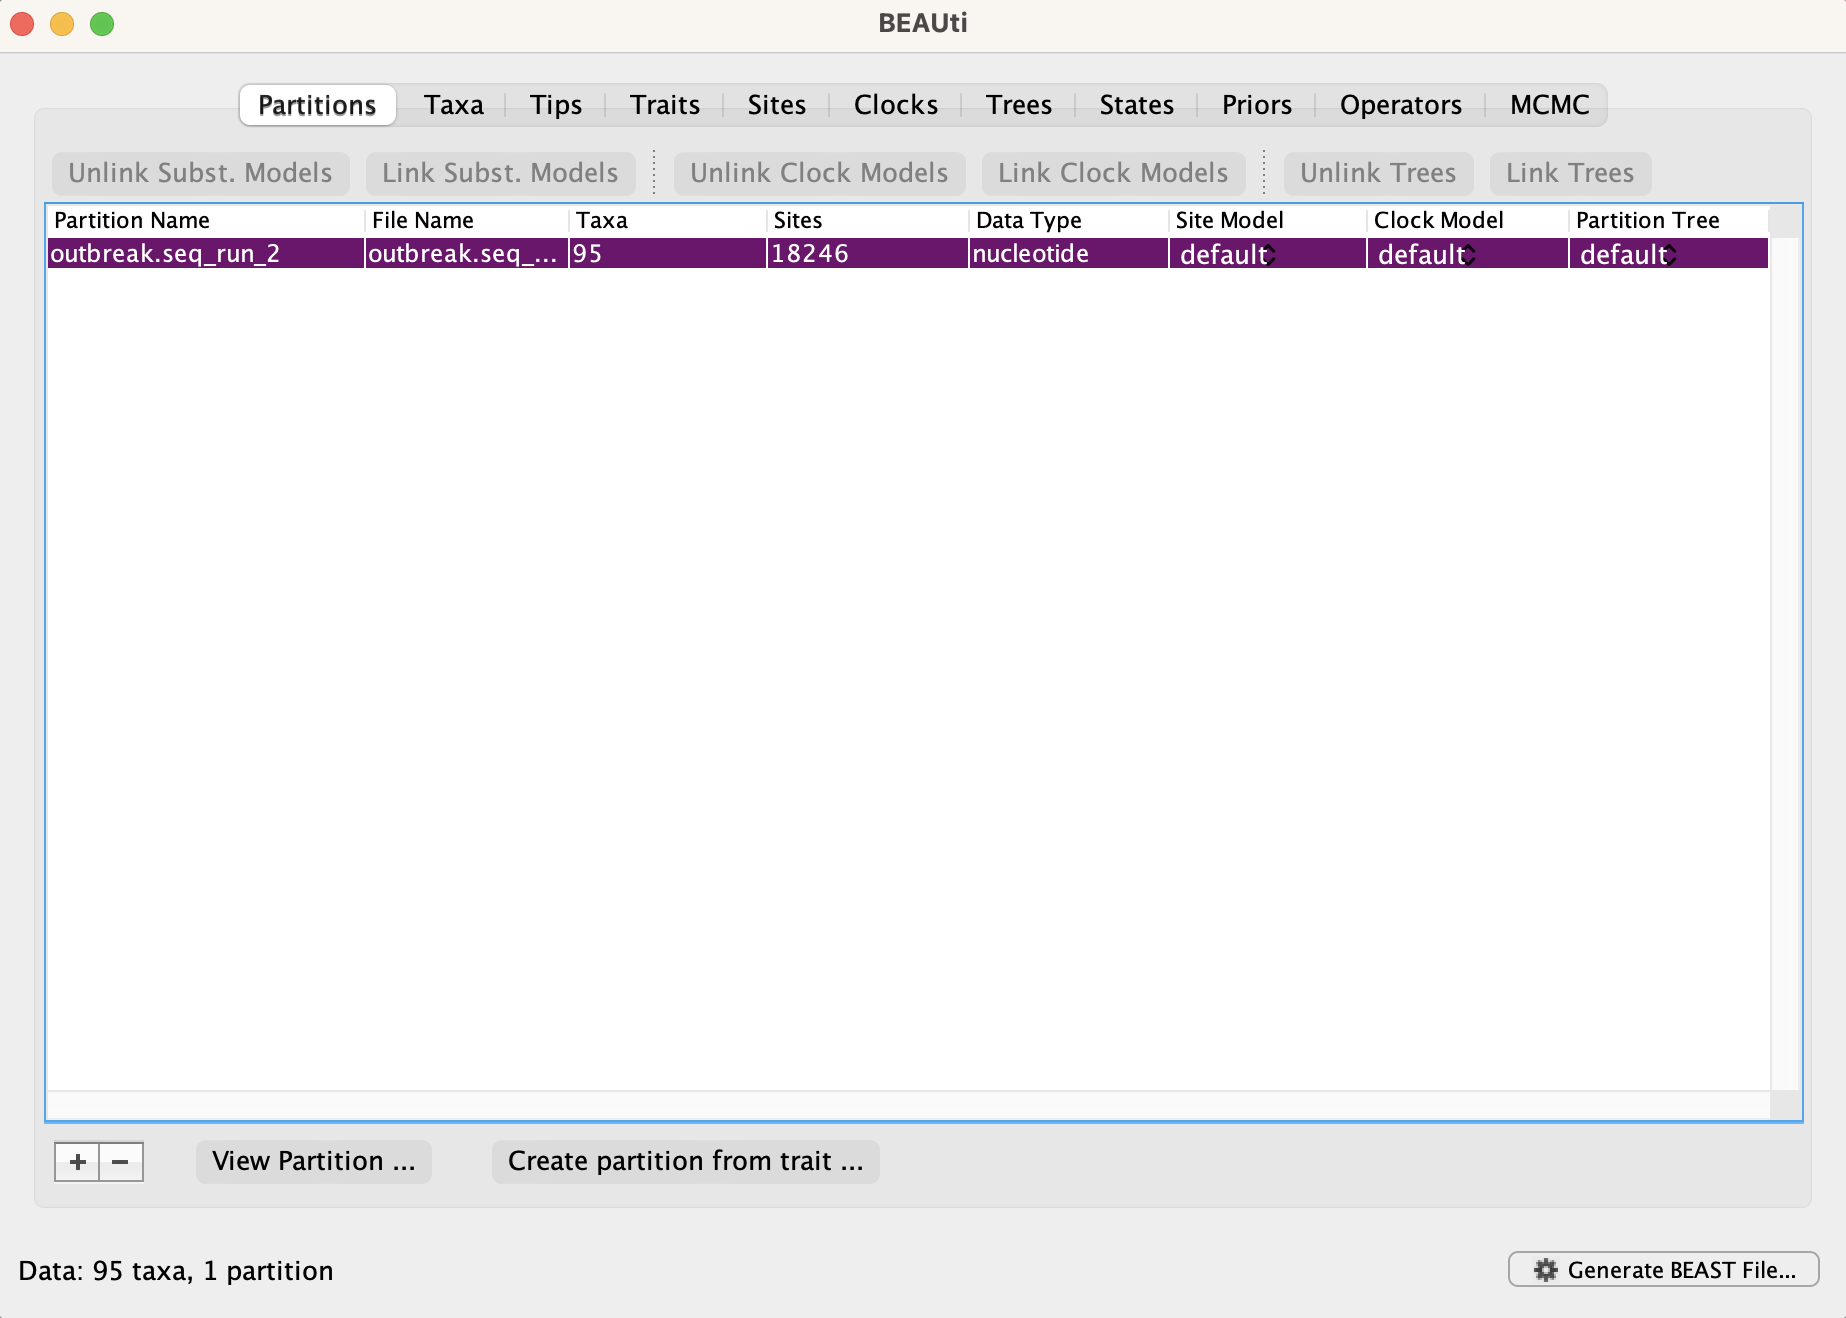 BEAUti
Partitions Taxa Tips Traits Sites Clocks Trees States Priors Operators MCMC
Unlink Subst. Models Link Subst. Models Unlink Clock Models Link Clock Models Unlink Trees Link Trees
Partition Name File Name Taxa Sites Data Type Site Model Clock Model Partition Tree
outbreak.seq_run_2 outbreak.seq_... 95 18246 nucleotide default default default
+ − View Partition ... Create partition from trait ...
Data: 95 taxa, 1 partition Generate BEAST File...